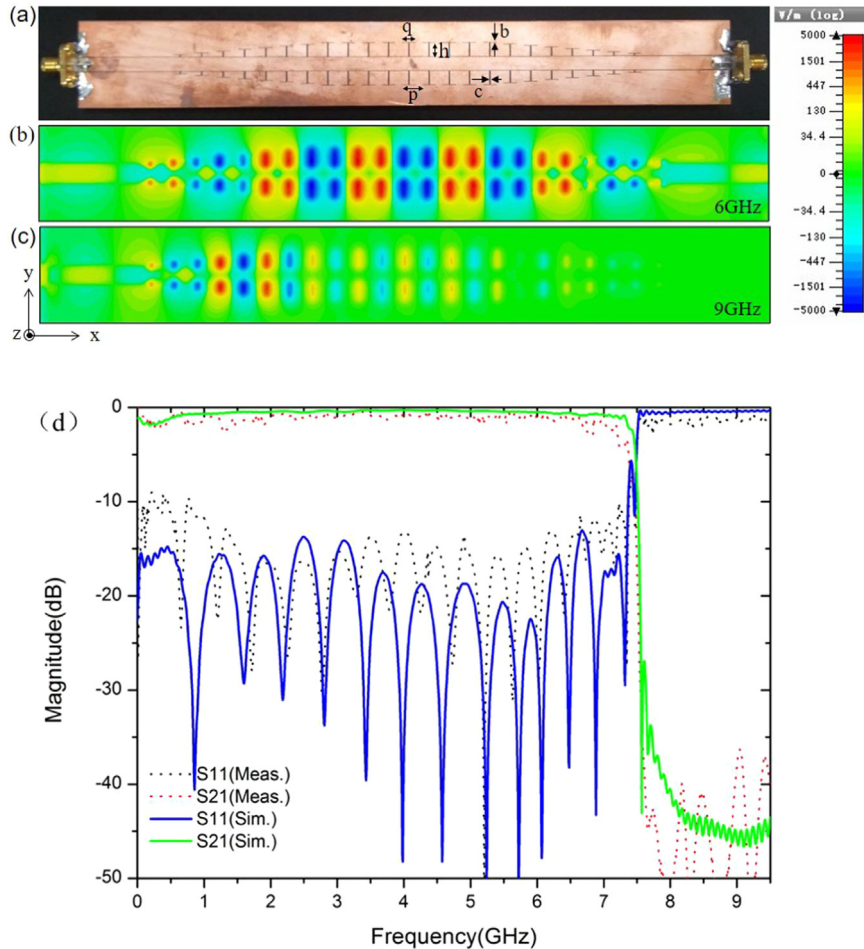 (a)
q
b
h
c
p
V/m (log)
5000
1501
447
130
34.4
0
-34.4
-130
-447
-1501
-5000
(b)
6GHz
(c)
9GHz
y
z
x
(d)
0
-10
-20
-30
-40
-50
Magnitude(dB)
S11(Meas.)
S21(Meas.)
S11(Sim.)
S21(Sim.)
0 1 2 3 4 5 6 7 8 9
Frequency(GHz)